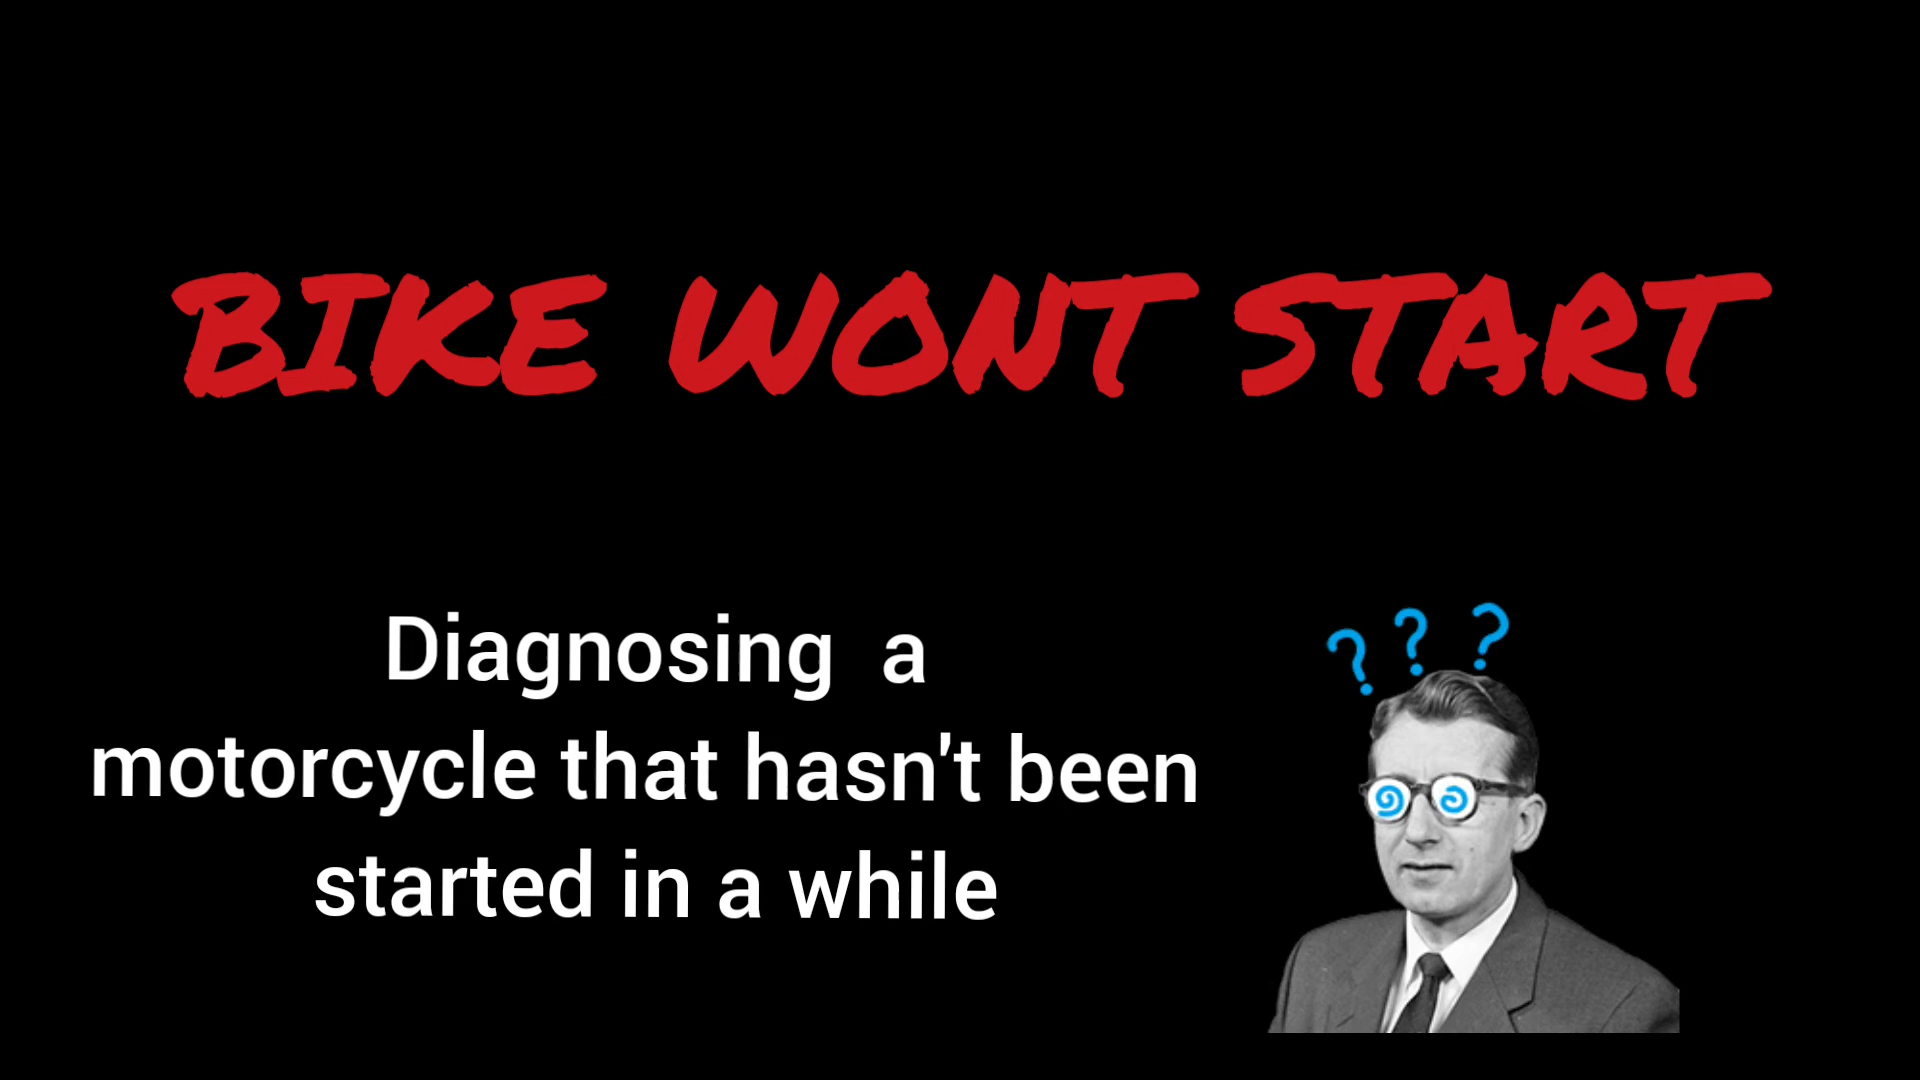 BIKE WONT START
? ? ?
Diagnosing a
motorcycle that hasn't been
started in a while